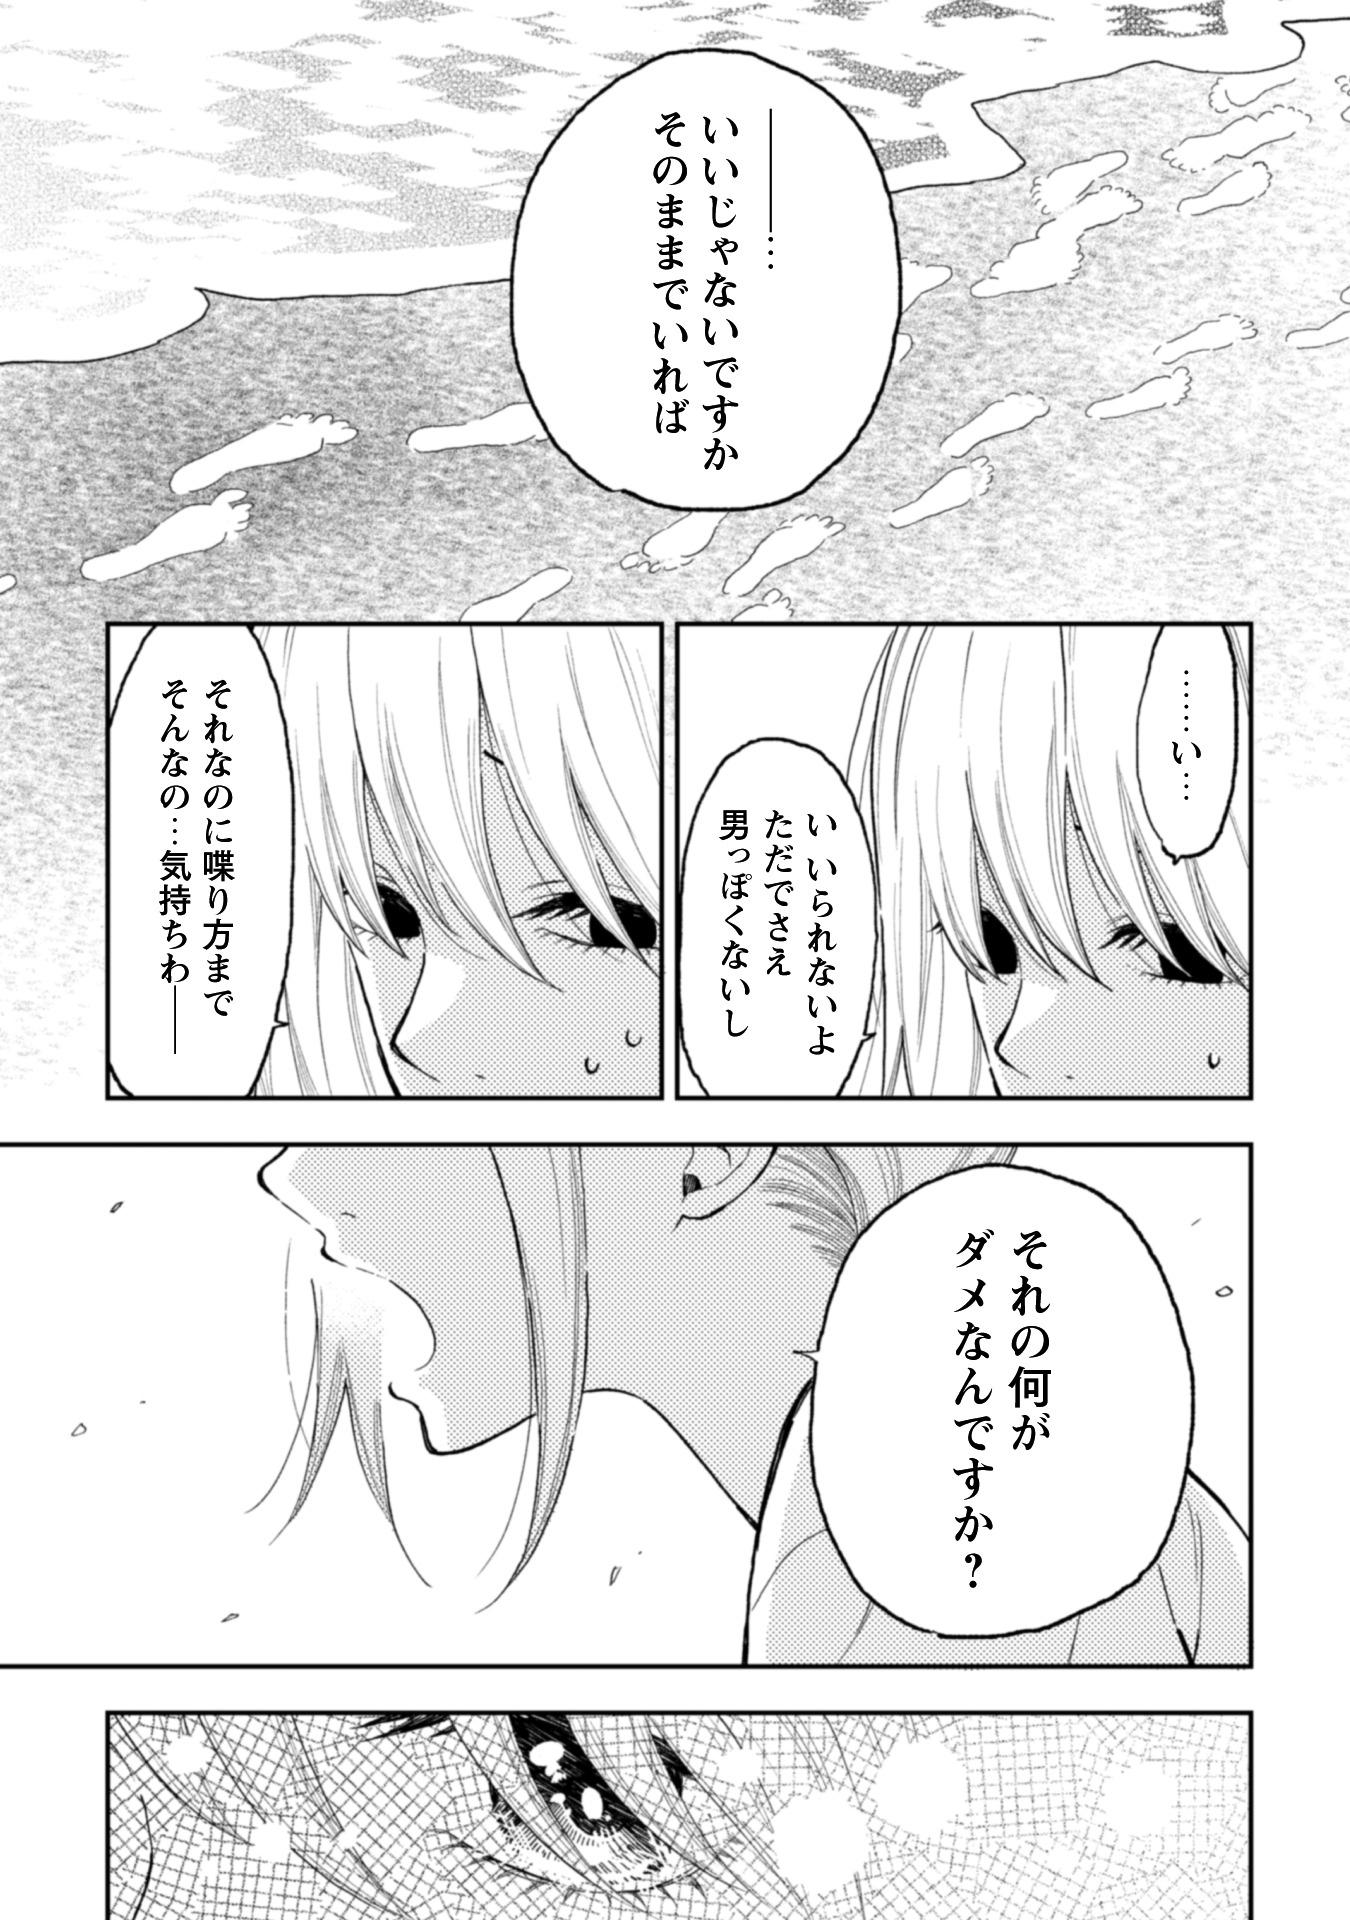 ――――…
いいじゃないですか
そのままでいれば
……い…
い いられないよ
ただでさえ
男っぽくないし
それなのに喋り方まで
そんなの…気持ちわ――
それの何が
ダメなんですか？